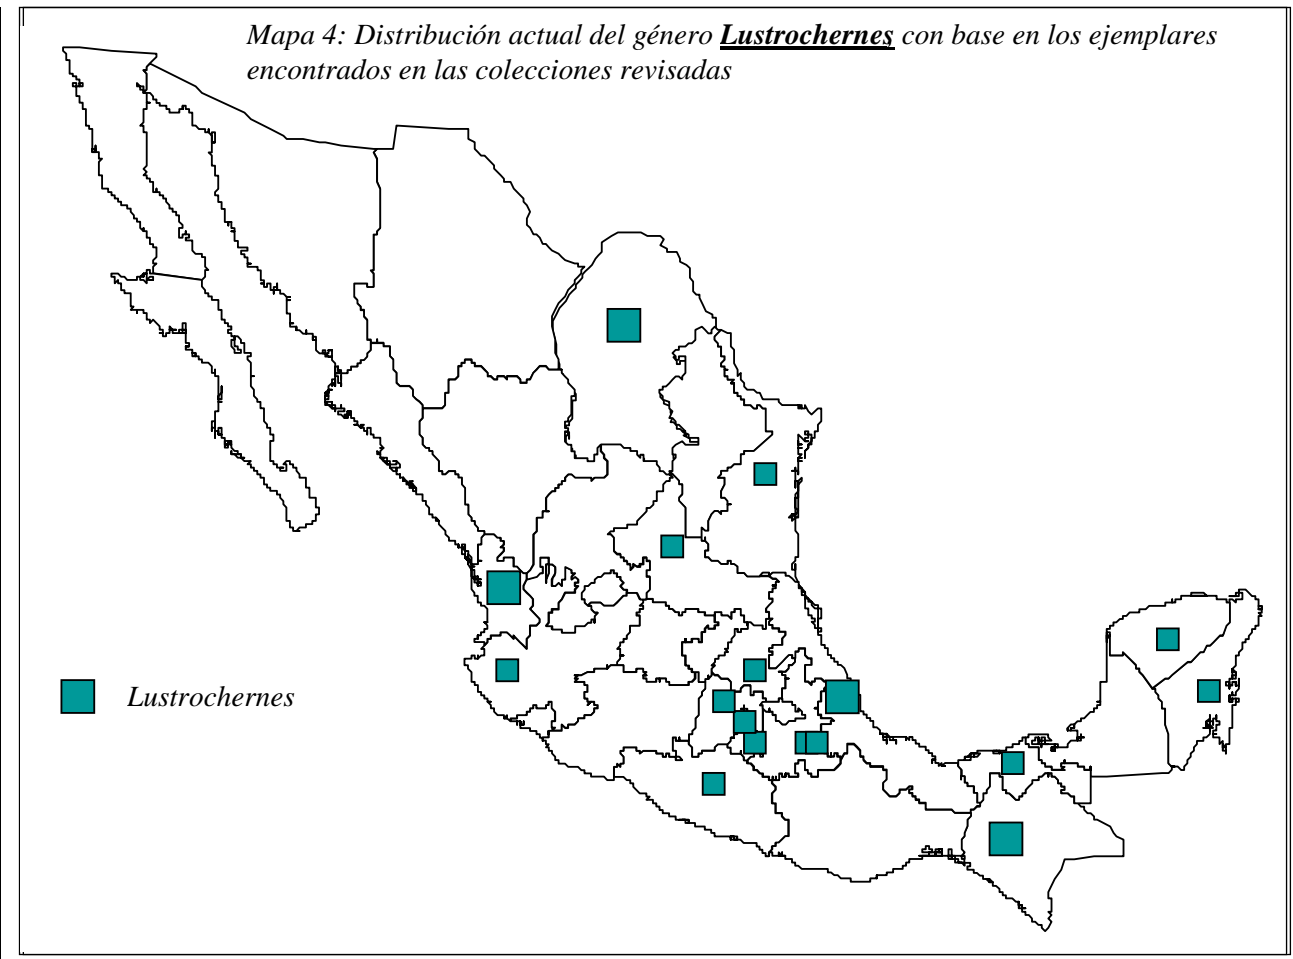 Mapa 4: Distribución actual del género Lustrochernes con base en los ejemplares
encontrados en las colecciones revisadas
Lustrochernes